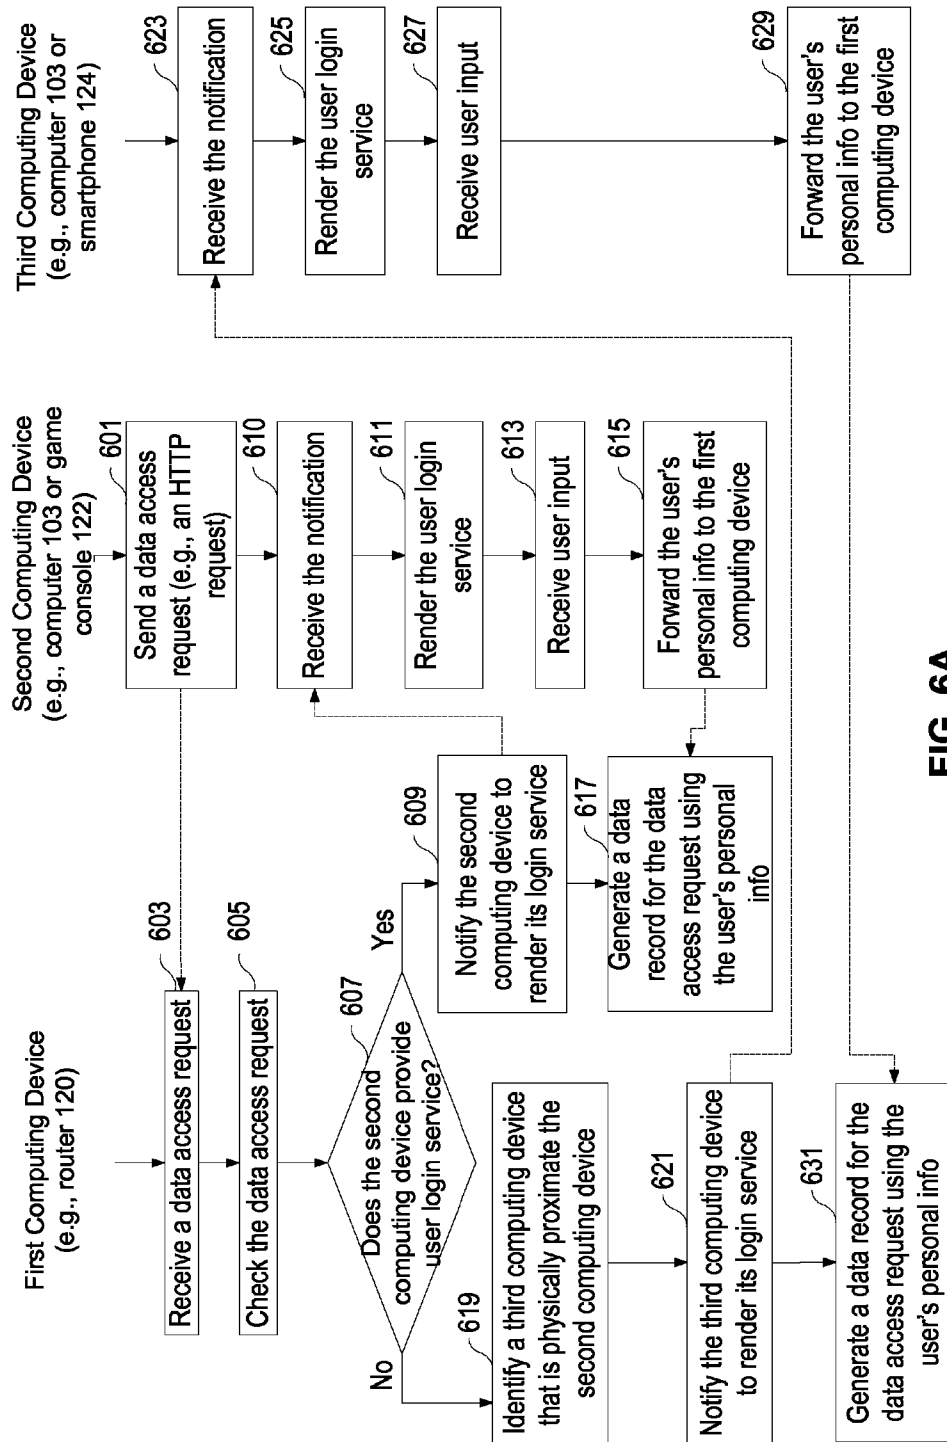 First Computing Device
(e.g., router 120)
Second Computing Device
(e.g., computer 103 or game
console 122)
Third Computing Device
(e.g., computer 103 or
smartphone 124)
601
Send a data access
request (e.g., an HTTP
request)
603
Receive a data access request
605
Check the data access request
607
Does the second
computing device provide
user login service?
Yes
No
609
Notify the second
computing device to
render its login service
610
Receive the notification
611
Render the user login
service
613
Receive user input
615
Forward the user's
personal info to the first
computing device
617
Generate a data
record for the data
access request using
the user's personal
info
619
Identify a third computing device
that is physically proximate the
second computing device
621
Notify the third computing device
to render its login service
623
Receive the notification
625
Render the user login
service
627
Receive user input
629
Forward the user's
personal info to the first
computing device
631
Generate a data record for the
data access request using the
user's personal info
FIG. 6A